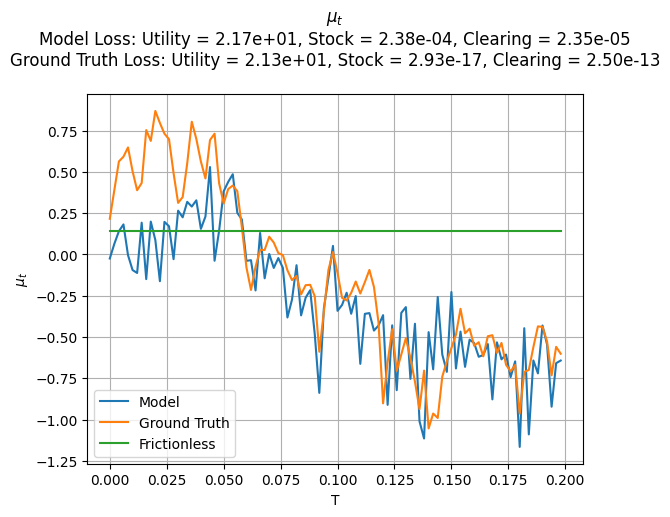 μₜ
Model Loss: Utility = 2.17e+01, Stock = 2.38e-04, Clearing = 2.35e-05
Ground Truth Loss: Utility = 2.13e+01, Stock = 2.93e-17, Clearing = 2.50e-13
0.75
0.50
0.25
0.00
−0.25
−0.50
−0.75
−1.00
−1.25
μₜ
Model
Ground Truth
Frictionless
0.000 0.025 0.050 0.075 0.100 0.125 0.150 0.175 0.200
T